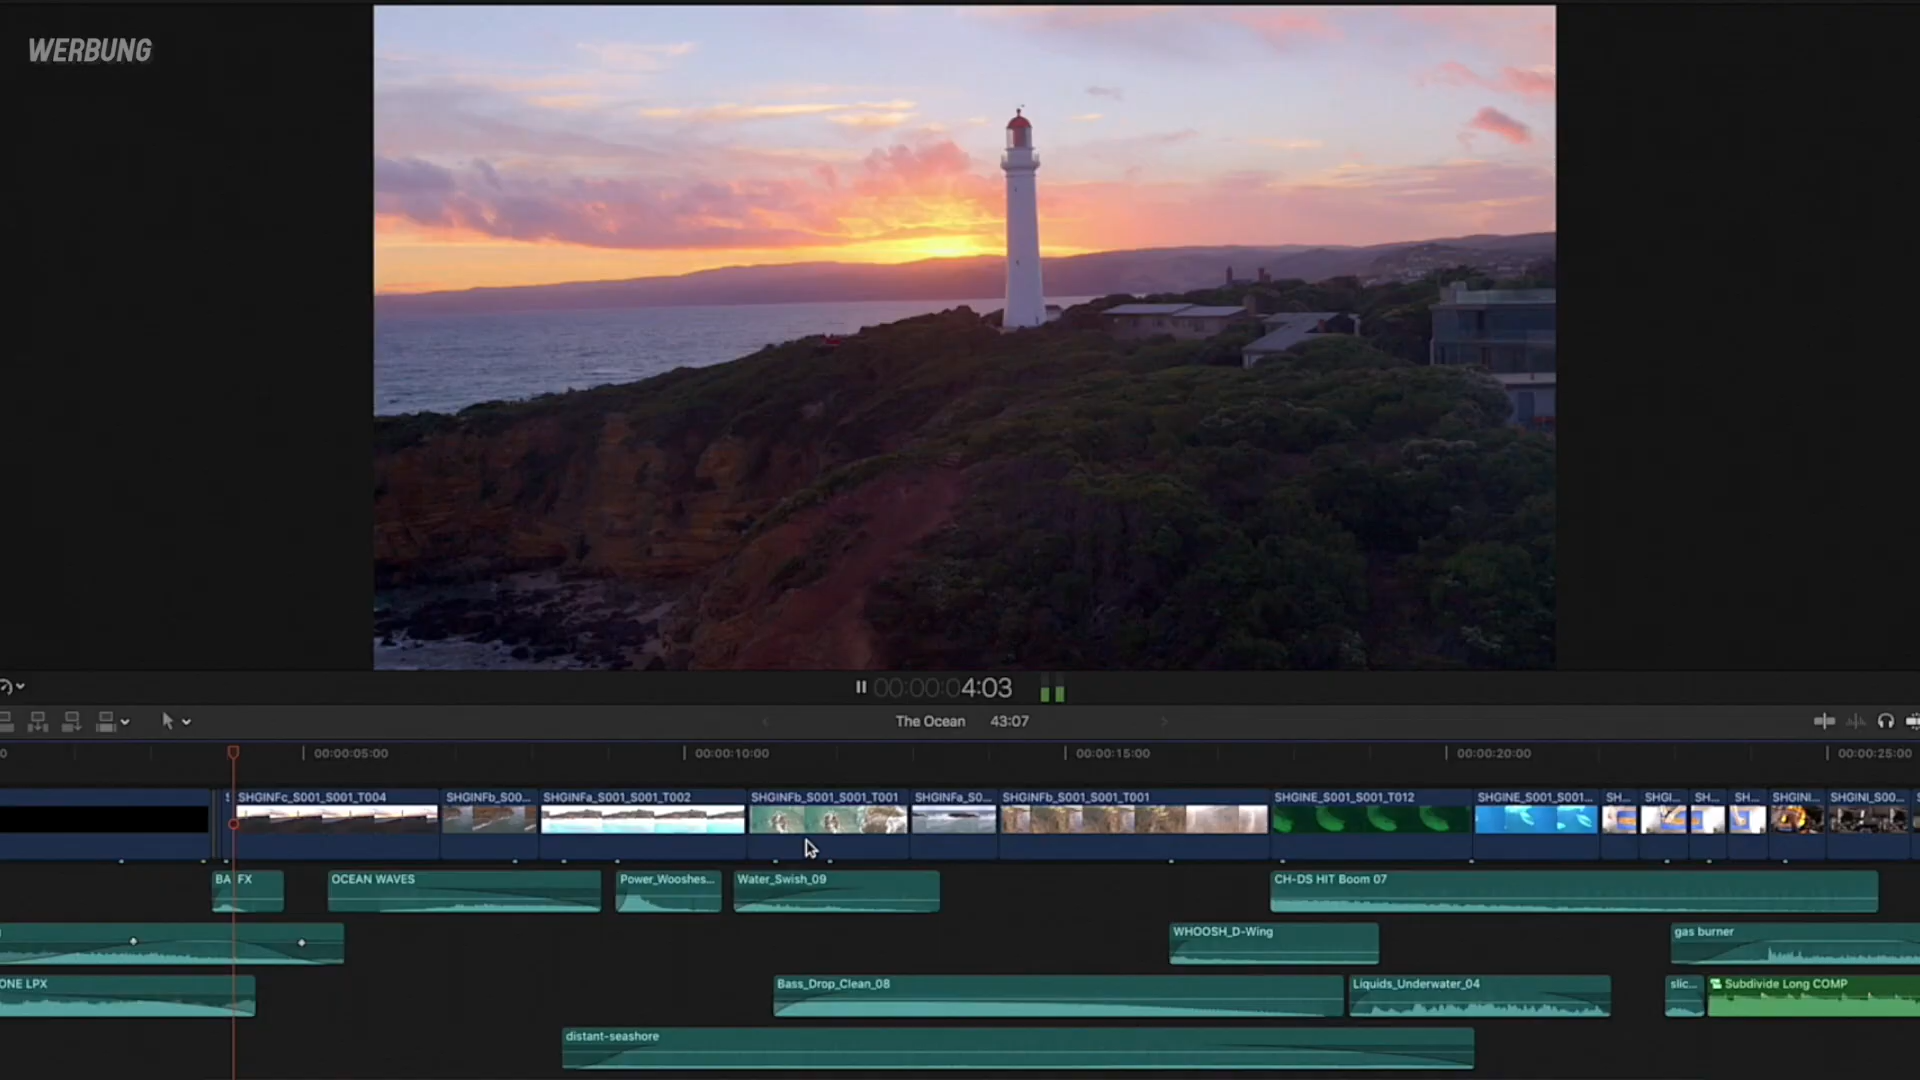 WERBUNG
00:00:04:03
The Ocean 43:07
00:00:05:00 00:00:10:00 00:00:15:00 00:00:20:00 00:00:25:00
SHGINFc_S001_S001_T004 SHGINFb_S00... SHGINFa_S001_S001_T002 SHGINFb_S001_S001_T001 SHGINFa_S0... SHGINFb_S001_S001_T001 SHGINE_S001_S001_T012 SHGINE_S001_S001... SH... SHGI... SH... SH... SHGINI... SHGINI_S00...
FX OCEAN WAVES Power_Wooshes... Water_Swish_09 CH-DS HIT Boom 07
WHOOSH_D-Wing gas burner
ONE LPX Bass_Drop_Clean_08 Liquids_Underwater_04 slic... Subdivide Long COMP
distant-seashore